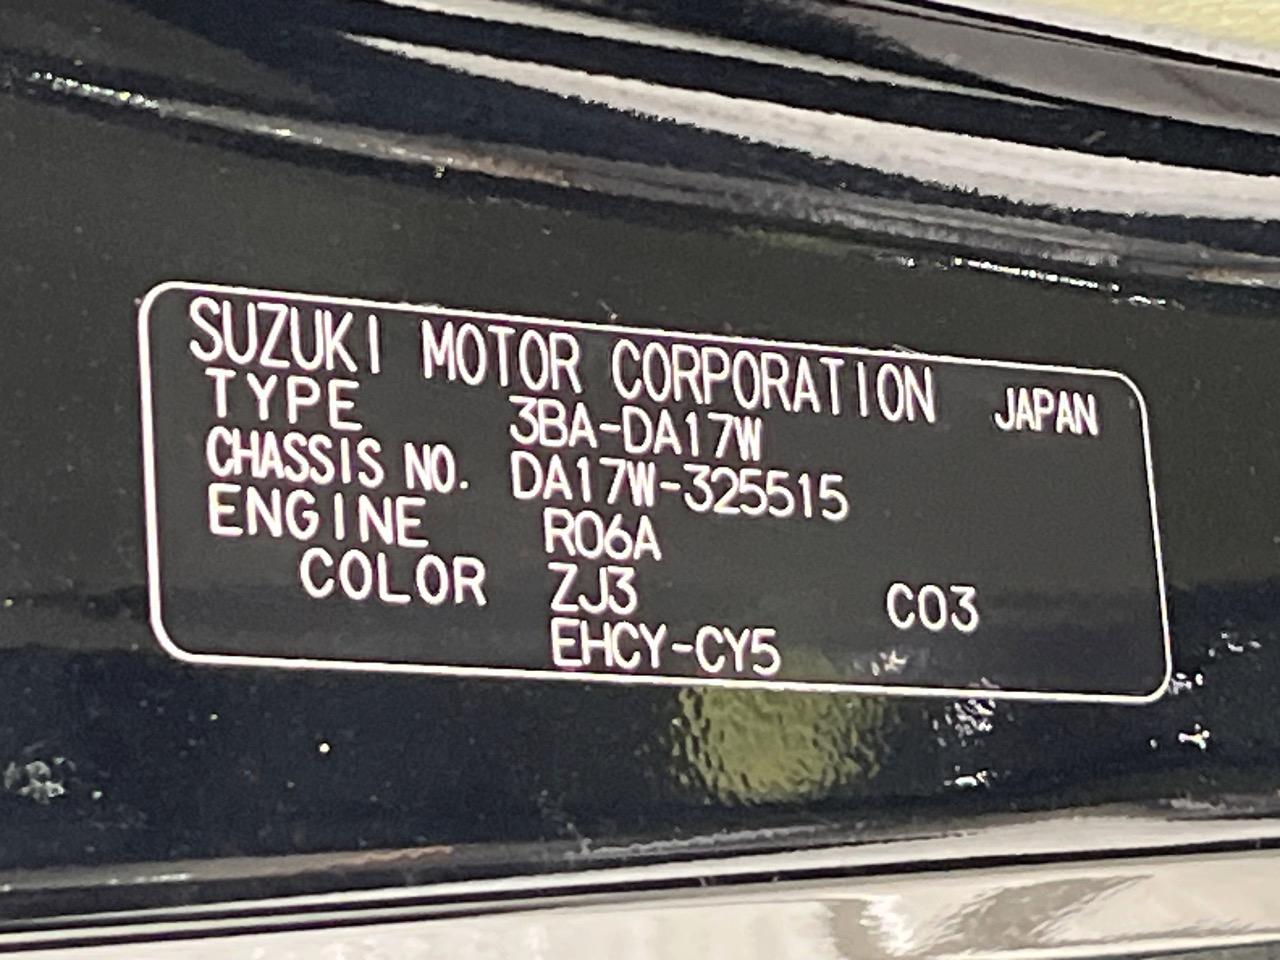 SUZUKI MOTOR CORPORATION JAPAN
TYPE 3BA-DA17W
CHASSIS NO. DA17W-325515
ENGINE R06A
COLOR ZJ3 C03
EHCY-CY5